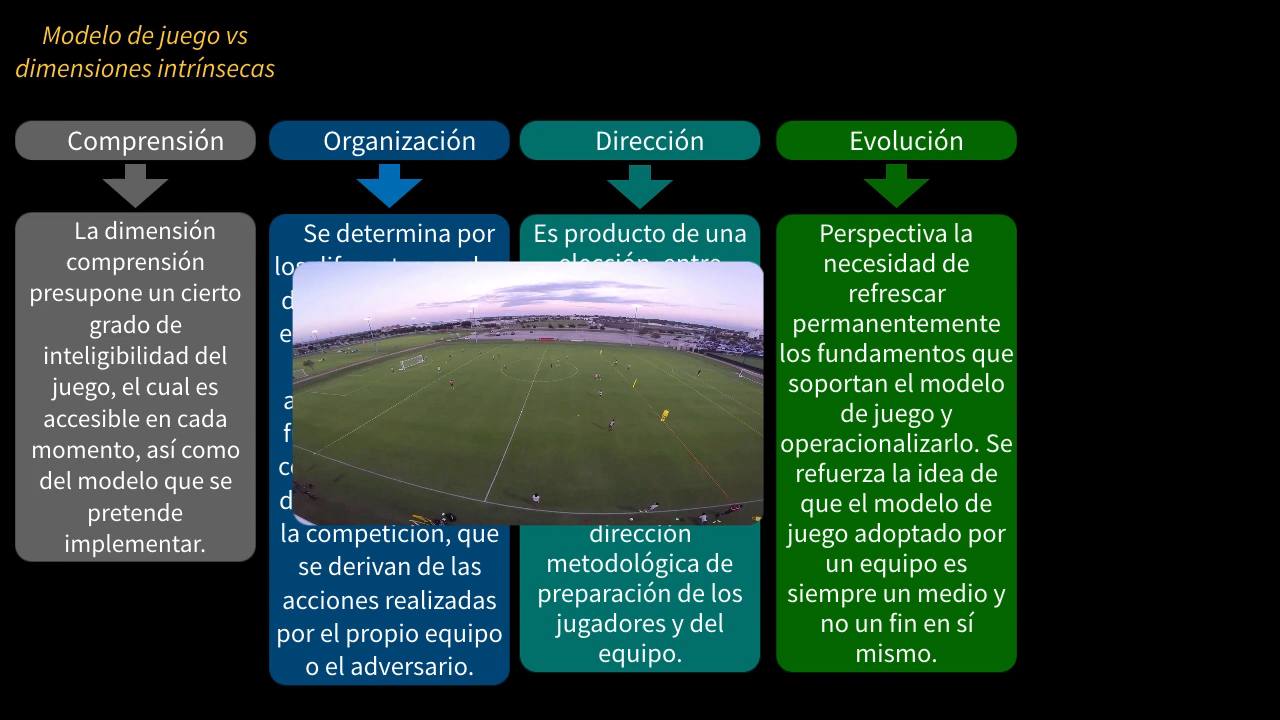 Modelo de juego vs
dimensiones intrínsecas
Comprensión
La dimensión
comprensión
presupone un cierto
grado de
inteligibilidad del
juego, el cual es
accesible en cada
momento, así como
del modelo que se
pretende
implementar.
Organización
Se determina por
la competición, que
se derivan de las
acciones realizadas
por el propio equipo
o el adversario.
Dirección
Es producto de una
elección, entre
dirección
metodológica de
preparación de los
jugadores y del
equipo.
Evolución
Perspectiva la
necesidad de
refrescar
permanentemente
los fundamentos que
soportan el modelo
de juego y
operacionalizarlo. Se
refuerza la idea de
que el modelo de
juego adoptado por
un equipo es
siempre un medio y
no un fin en sí
mismo.